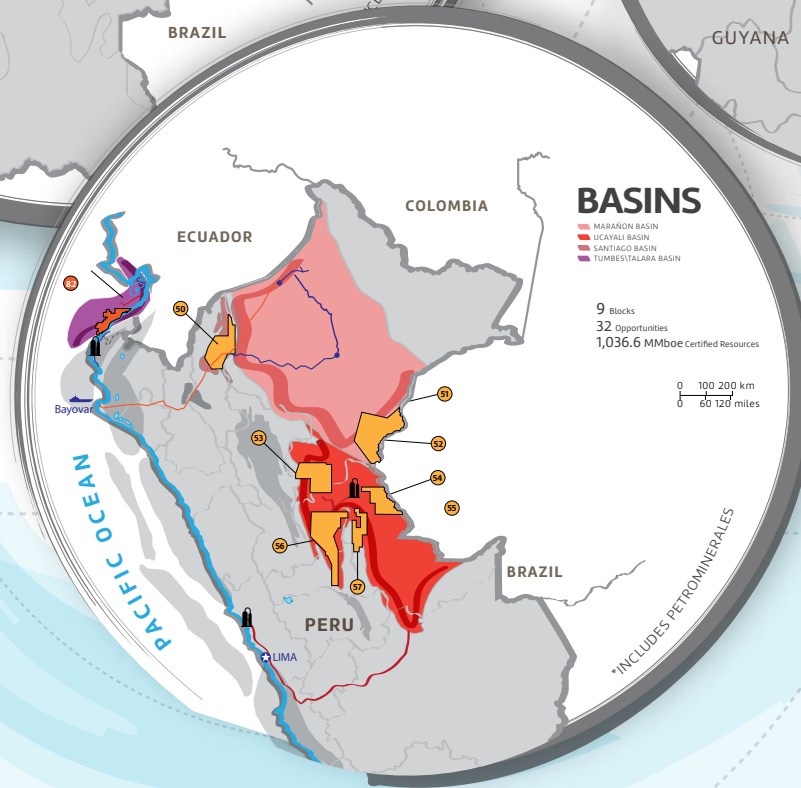 BRAZIL
GUYANA
COLOMBIA
ECUADOR
BASINS
MARAÑON BASIN
UCAYALI BASIN
SANTIAGO BASIN
TUMBES\TALARA BASIN
9 Blocks
32 Opportunities
1,036.6 MMboe Certified Resources
0 100 200 km
0 60 120 miles
50
51
Bayovar
53
52
54
55
56
57
PACIFIC OCEAN
BRAZIL
PERU
LIMA
*INCLUDES PETROMINERALES